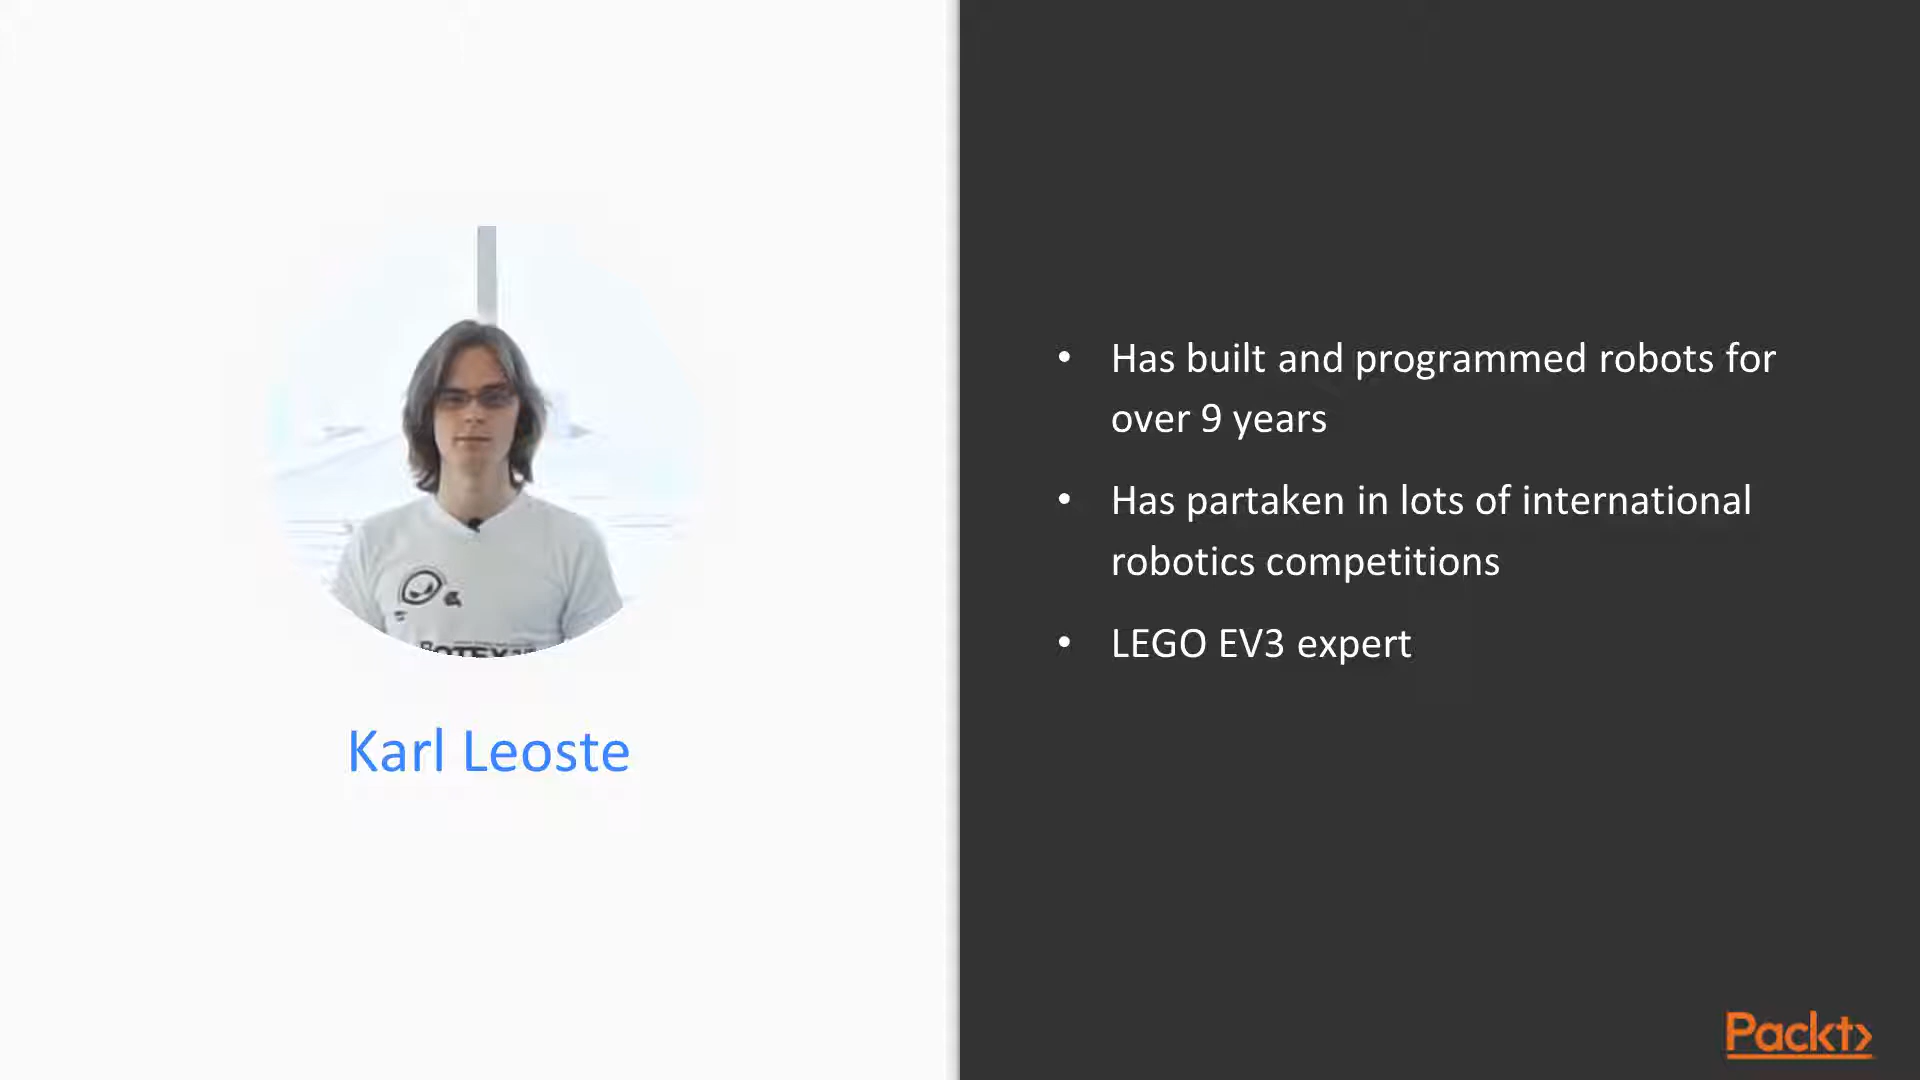 Karl Leoste
• Has built and programmed robots for
over 9 years
• Has partaken in lots of international
robotics competitions
• LEGO EV3 expert
Packt>